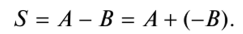 S = A − B = A + (−B).